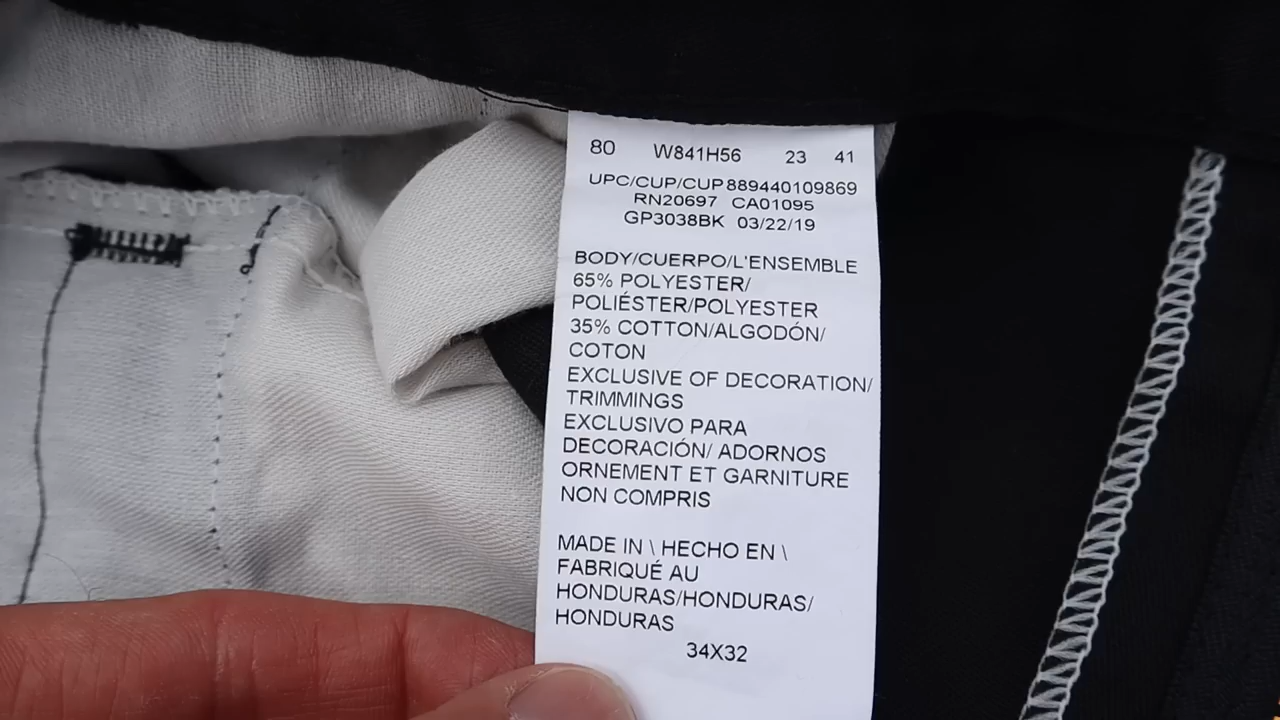 80 W841H56 23 41
UPC/CUP/CUP 889440109869
RN20697 CA01095
GP3038BK 03/22/19
BODY/CUERPO/L'ENSEMBLE
65% POLYESTER/
POLIÉSTER/POLYESTER
35% COTTON/ALGODÓN/
COTON
EXCLUSIVE OF DECORATION/
TRIMMINGS
EXCLUSIVO PARA
DECORACIÓN/ ADORNOS
ORNEMENT ET GARNITURE
NON COMPRIS
MADE IN \ HECHO EN \
FABRIQUÉ AU
HONDURAS/HONDURAS/
HONDURAS
34X32